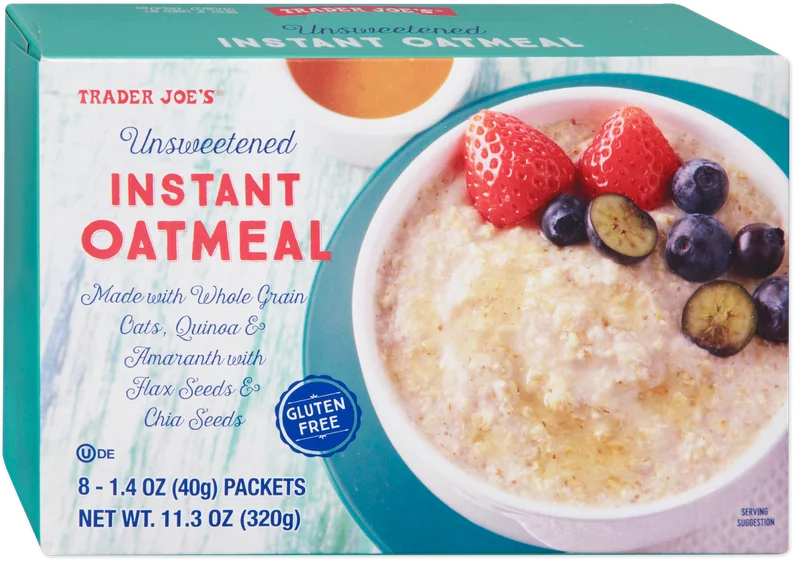 TRADER JOE'S
Unsweetened
INSTANT OATMEAL
TRADER JOE'S®
Unsweetened
INSTANT
OATMEAL
Made with Whole Grain
Oats, Quinoa &
Amaranth with
Flax Seeds &
Chia Seeds
GLUTEN
FREE
U DE
8 - 1.4 OZ (40g) PACKETS
NET WT. 11.3 OZ (320g)
SERVING
SUGGESTION